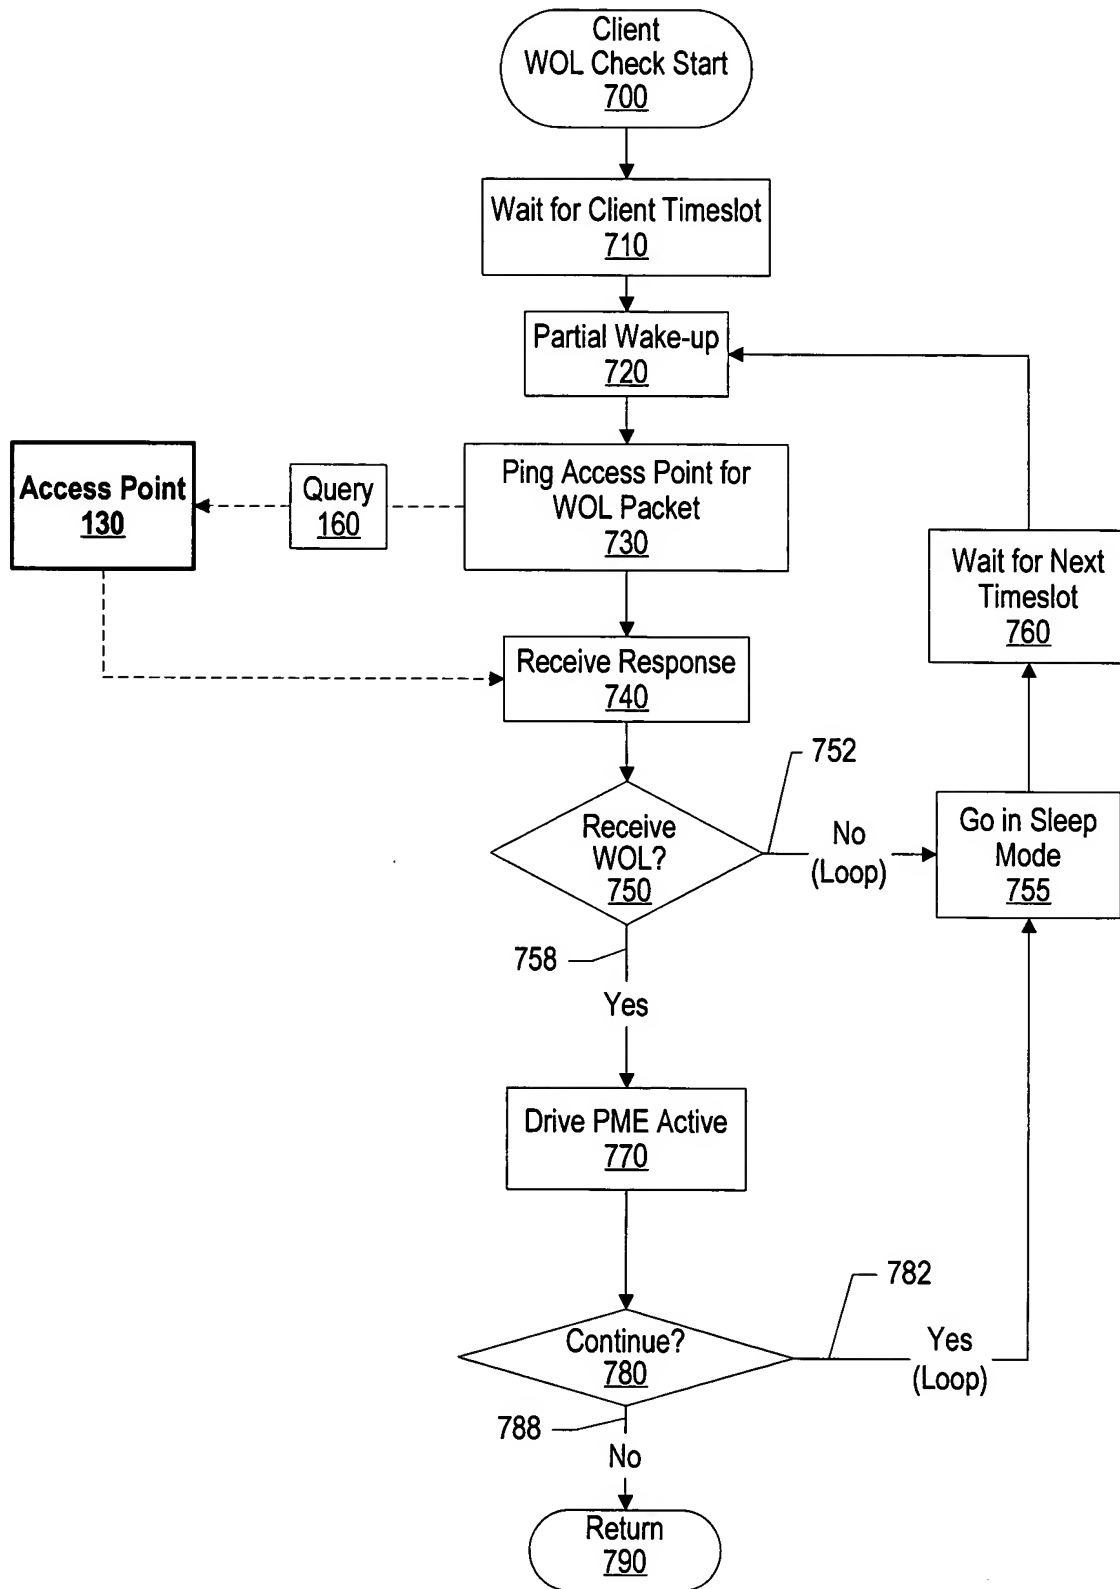 Client
WOL Check Start
700
Wait for Client Timeslot
710
Partial Wake-up
720
Access Point
130
Query
160
Ping Access Point for
WOL Packet
730
Wait for Next
Timeslot
760
Receive Response
740
752
Receive
WOL?
750
No
(Loop)
Go in Sleep
Mode
755
758
Yes
Drive PME Active
770
782
Continue?
780
Yes
(Loop)
788
No
Return
790